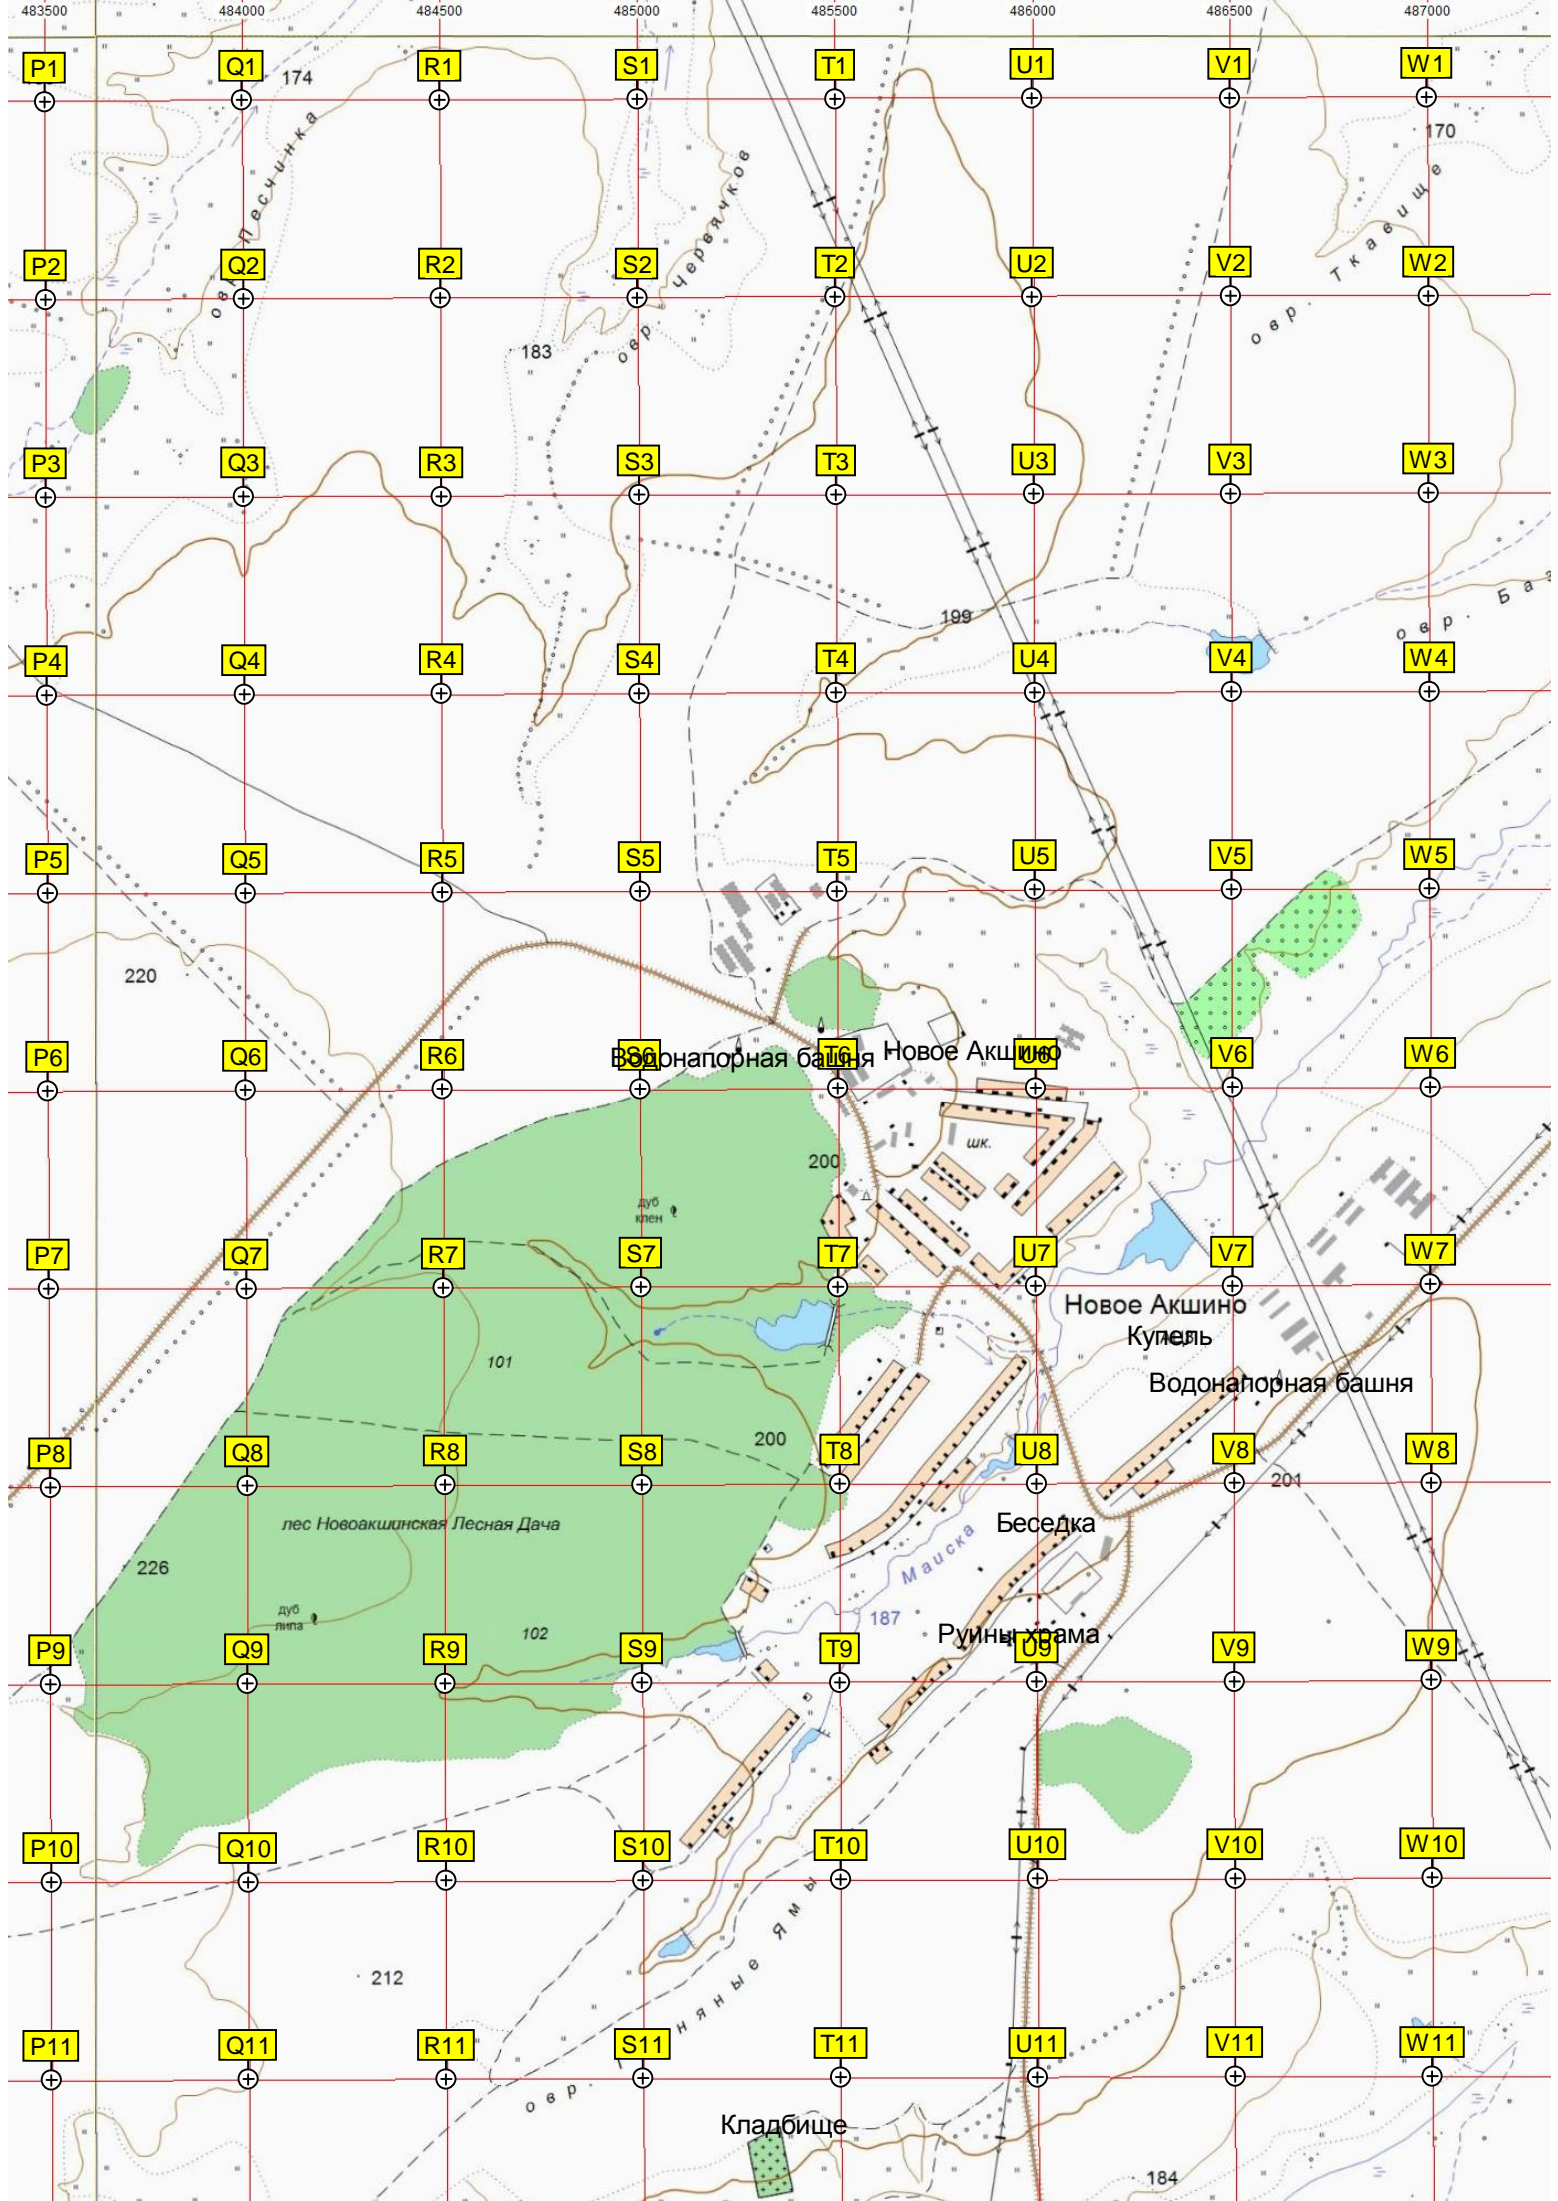 483500 484000 484500 485000 485500 486000 486500 487000
P1 Q1 R1 S1 T1 U1 V1 W1
174
170
овр. Песчинка
овр. Червячков
овр. Ткавище
P2 Q2 R2 S2 T2 U2 V2 W2
183
P3 Q3 R3 S3 T3 U3 V3 W3
199
овр. Баз
P4 Q4 R4 S4 T4 U4 V4 W4
P5 Q5 R5 S5 T5 U5 V5 W5
220
P6 Q6 R6 S6 T6 U6 V6 W6
Водонапорная башня
Новое Акшино
шк.
200
дуб
клен
P7 Q7 R7 S7 T7 U7 V7 W7
Новое Акшино
Купель
101
Водонапорная башня
200
P8 Q8 R8 S8 T8 U8 V8 W8
201
лес Новоакшинская Лесная Дача
Беседка
Маиска
226
дуб
липа
187
102
Руины храма
P9 Q9 R9 S9 T9 U9 V9 W9
P10 Q10 R10 S10 T10 U10 V10 W10
212
няные Ямы
овр.
P11 Q11 R11 S11 T11 U11 V11 W11
Кладбище
184